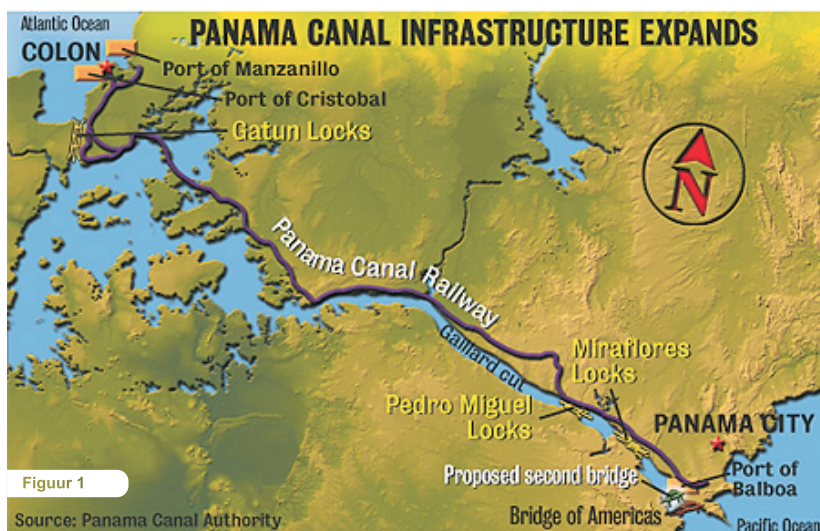 PANAMA CANAL INFRASTRUCTURE EXPANDS
Atlantic Ocean
COLON
Port of Manzanillo
Port of Cristobal
Gatun Locks
N
Panama Canal Railway
Gaillard cut
Miraflores
Locks
Pedro Miguel
Locks
PANAMA CITY
Proposed second bridge
Port of
Balboa
Bridge of Americas
Pacific Ocean
Figuur 1
Source: Panama Canal Authority